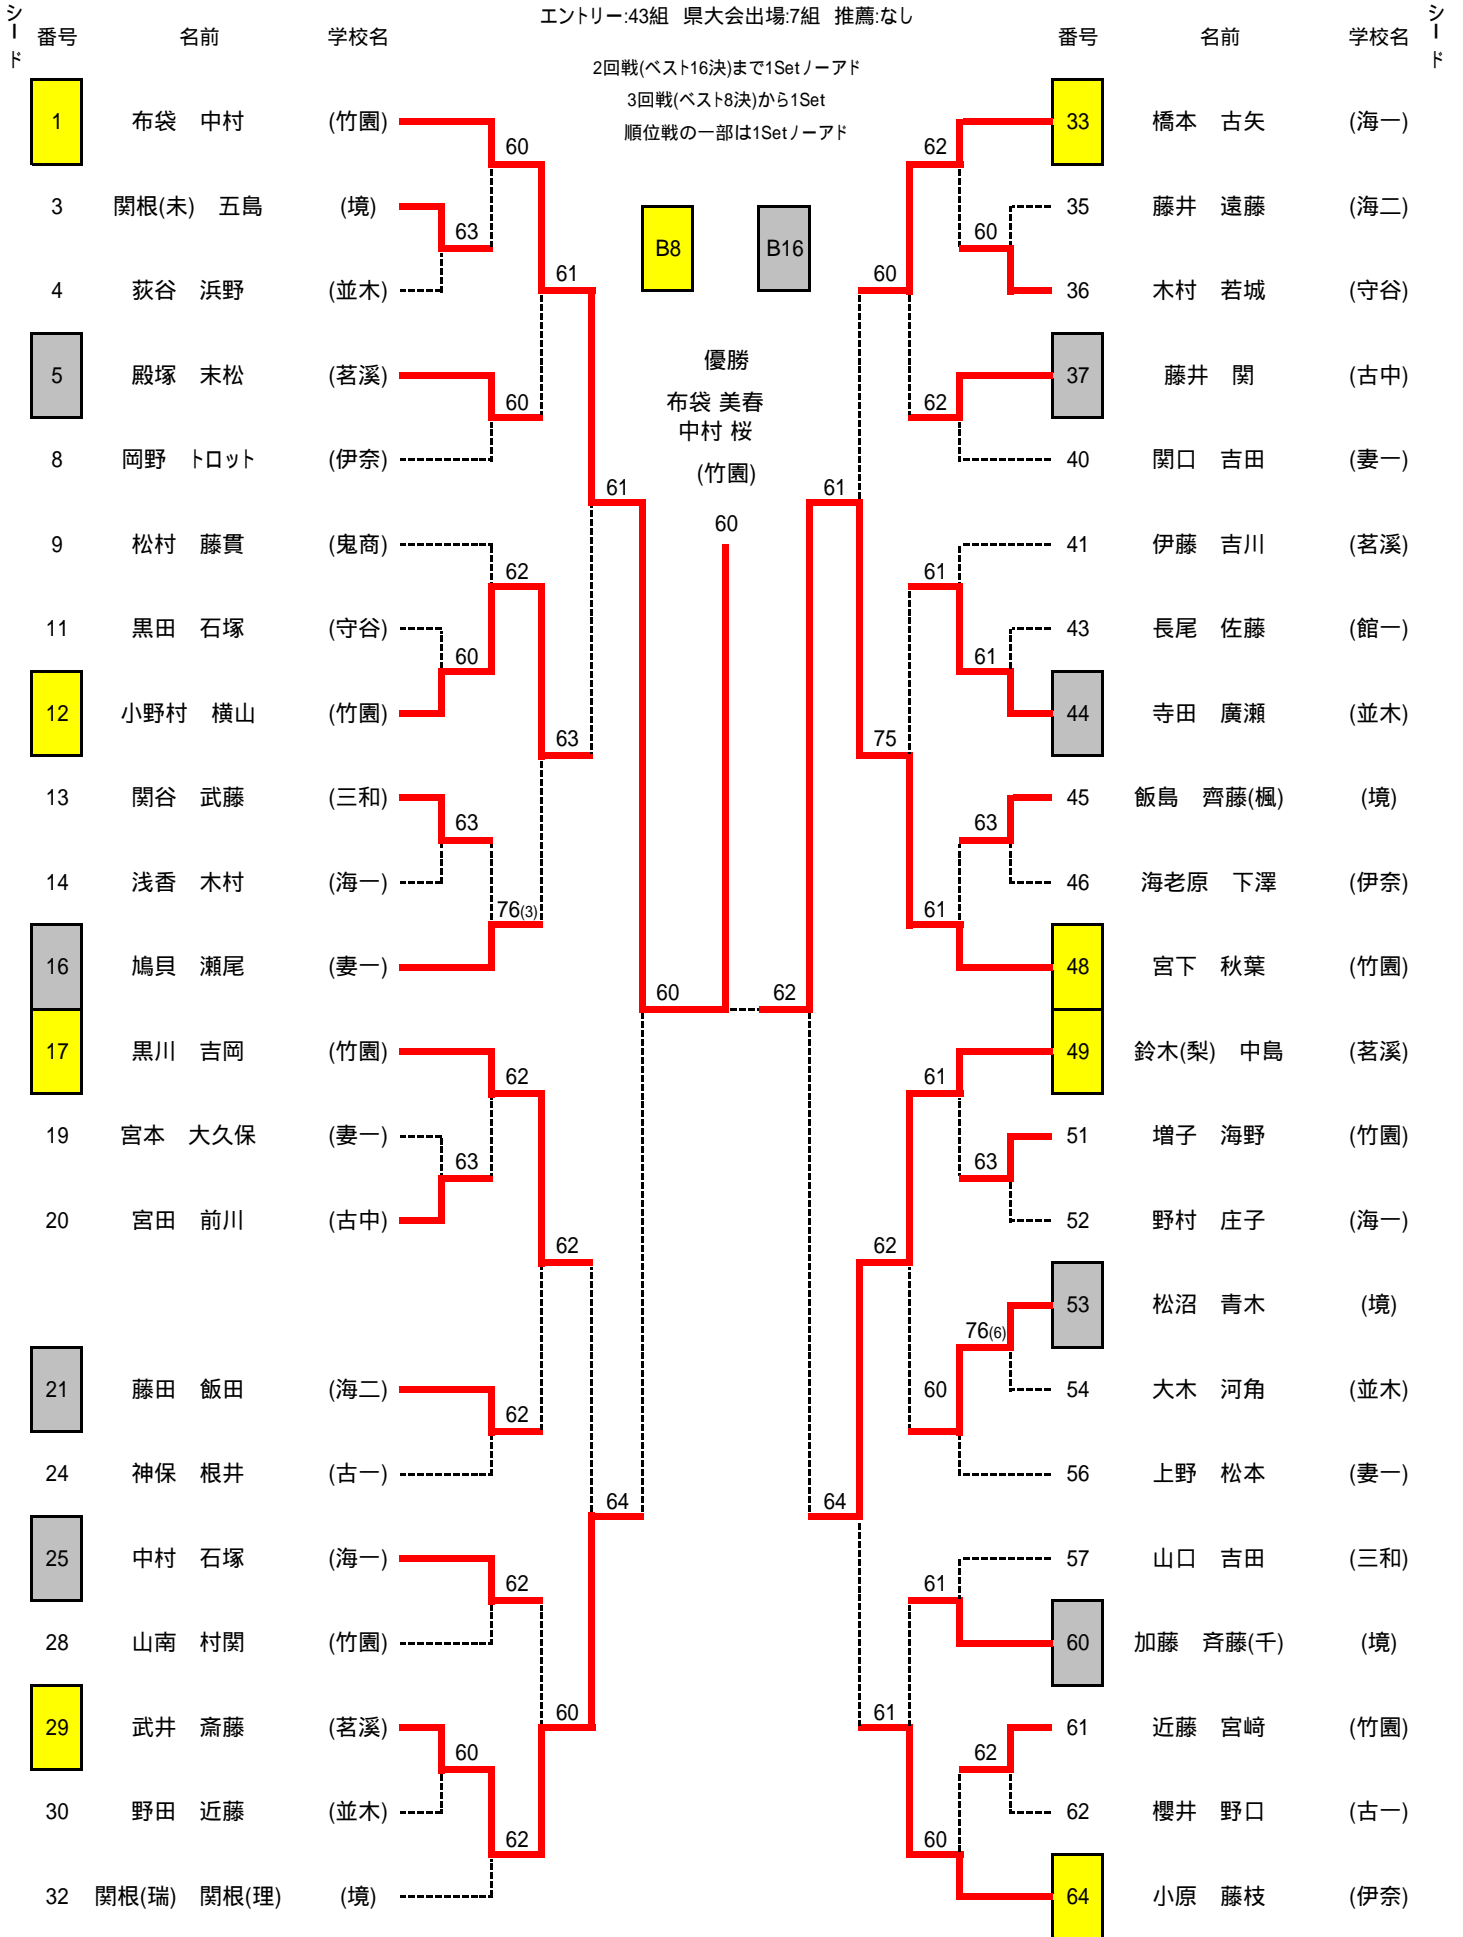 エントリー:43組 県大会出場:7組 推薦:なし
シード 番号 名前 学校名
番号 名前 学校名 シード
2回戦(ベスト16決)まで1Setノーアド
3回戦(ベスト8決)から1Set
順位戦の一部は1Setノーアド
B8 B16
優勝
布袋 美春
中村 桜
(竹園)
60
1 布袋 中村 (竹園)
60
3 関根(未) 五島 (境)
63
4 荻谷 浜野 (並木)
61
5 殿塚 末松 (茗溪)
60
8 岡野 トロット (伊奈)
61
9 松村 藤貫 (鬼商)
62
11 黒田 石塚 (守谷)
60
12 小野村 横山 (竹園)
63
13 関谷 武藤 (三和)
63
14 浅香 木村 (海一)
76(3)
16 鳩貝 瀬尾 (妻一)
60
17 黒川 吉岡 (竹園)
62
19 宮本 大久保 (妻一)
63
20 宮田 前川 (古中)
62
21 藤田 飯田 (海二)
62
24 神保 根井 (古一)
64
25 中村 石塚 (海一)
62
28 山南 村関 (竹園)
60
29 武井 斎藤 (茗溪)
60
30 野田 近藤 (並木)
62
32 関根(瑞) 関根(理) (境)
33 橋本 古矢 (海一)
62
35 藤井 遠藤 (海二)
60
36 木村 若城 (守谷)
60
37 藤井 関 (古中)
62
40 関口 吉田 (妻一)
61
41 伊藤 吉川 (茗溪)
61
43 長尾 佐藤 (館一)
61
44 寺田 廣瀬 (並木)
75
45 飯島 齊藤(楓) (境)
63
46 海老原 下澤 (伊奈)
61
48 宮下 秋葉 (竹園)
62
49 鈴木(梨) 中島 (茗溪)
61
51 増子 海野 (竹園)
63
52 野村 庄子 (海一)
62
53 松沼 青木 (境)
76(6)
54 大木 河角 (並木)
60
56 上野 松本 (妻一)
64
57 山口 吉田 (三和)
61
60 加藤 斉藤(千) (境)
61
61 近藤 宮﨑 (竹園)
62
62 櫻井 野口 (古一)
60
64 小原 藤枝 (伊奈)